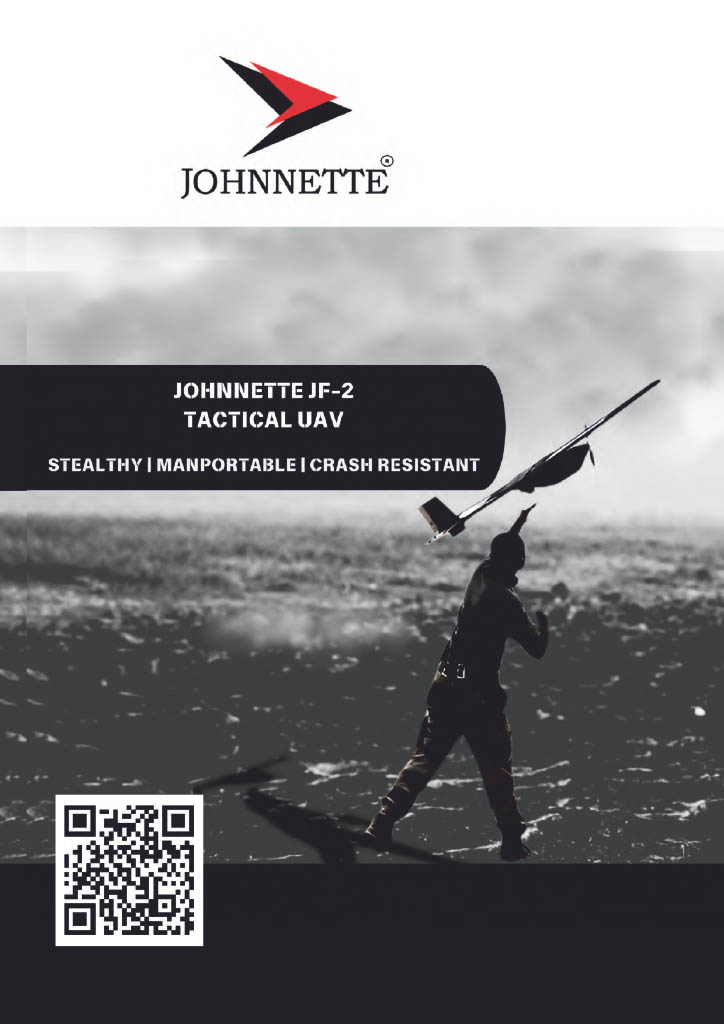 JOHNNETTE®
JOHNNETTE JF-2
TACTICAL UAV
STEALTHY | MANPORTABLE | CRASH RESISTANT